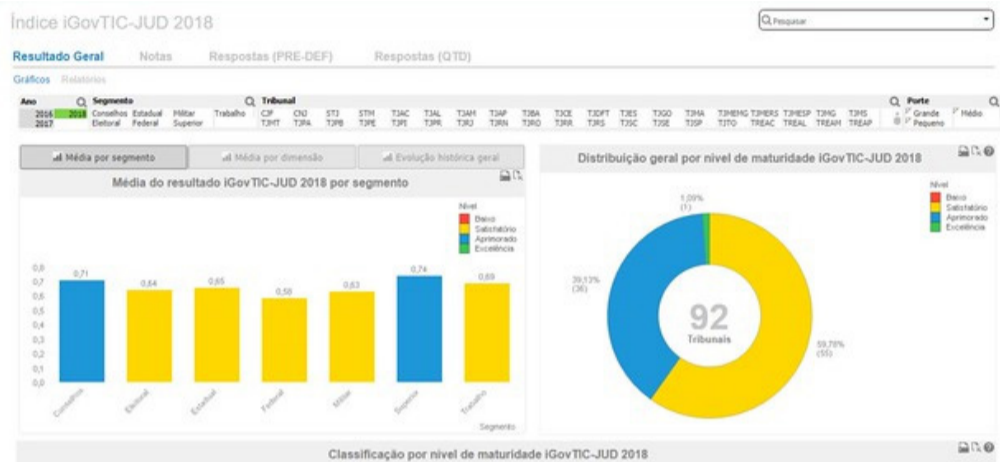 Índice iGovTIC-JUD 2018
Pesquisar
Resultado Geral Notas Respostas (PRE-DEF) Respostas (QTD)
Gráficos Relatórios
Ano Segmento Tribunal Porte
2016 2018 Conselhos Estadual Militar Trabalho CJF CNJ STJ STM TJAC TJAL TJAM TJAP TJBA TJCE TJDFT TJES TJGO TJMA TJMEMG TJMERS TJMESP TJMG TJMS Grande Médio
2017 Eleitoral Federal Superior TJMT TJPA TJPB TJPE TJPI TJPR TJRJ TJRN TJRO TJRR TJRS TJSC TJSE TJSP TJTO TREAC TREAL TREAM TREAP Pequeno
Média por segmento Média por dimensão Evolução histórica geral
Média do resultado iGovTIC-JUD 2018 por segmento
Nível
Baixo
Satisfatório
Aprimorado
Excelência
0,8
0,7
0,6
0,5
0,4
0,3
0,2
0,1
0,0
0,71 0,64 0,65 0,58 0,63 0,74 0,69
Conselhos Eleitoral Estadual Federal Militar Superior Trabalho
Segmento
Distribuição geral por nível de maturidade iGovTIC-JUD 2018
Nível
Baixo
Satisfatório
Aprimorado
Excelência
1,09%
(1)
39,13%
(36)
92
Tribunais
59,78%
(55)
Classificação por nível de maturidade iGovTIC-JUD 2018